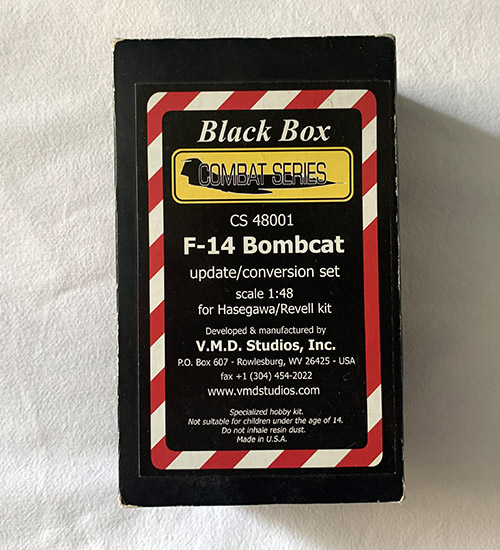 Black Box
COMBAT SERIES
CS 48001
F-14 Bombcat
update/conversion set
scale 1:48
for Hasegawa/Revell kit
Developed & manufactured by
V.M.D. Studios, Inc.
P.O. Box 607 - Rowlesburg, WV 26425 - USA
fax +1 (304) 454-2022
www.vmdstudios.com
Specialized hobby kit.
Not suitable for children under the age of 14.
Do not inhale resin dust.
Made in U.S.A.